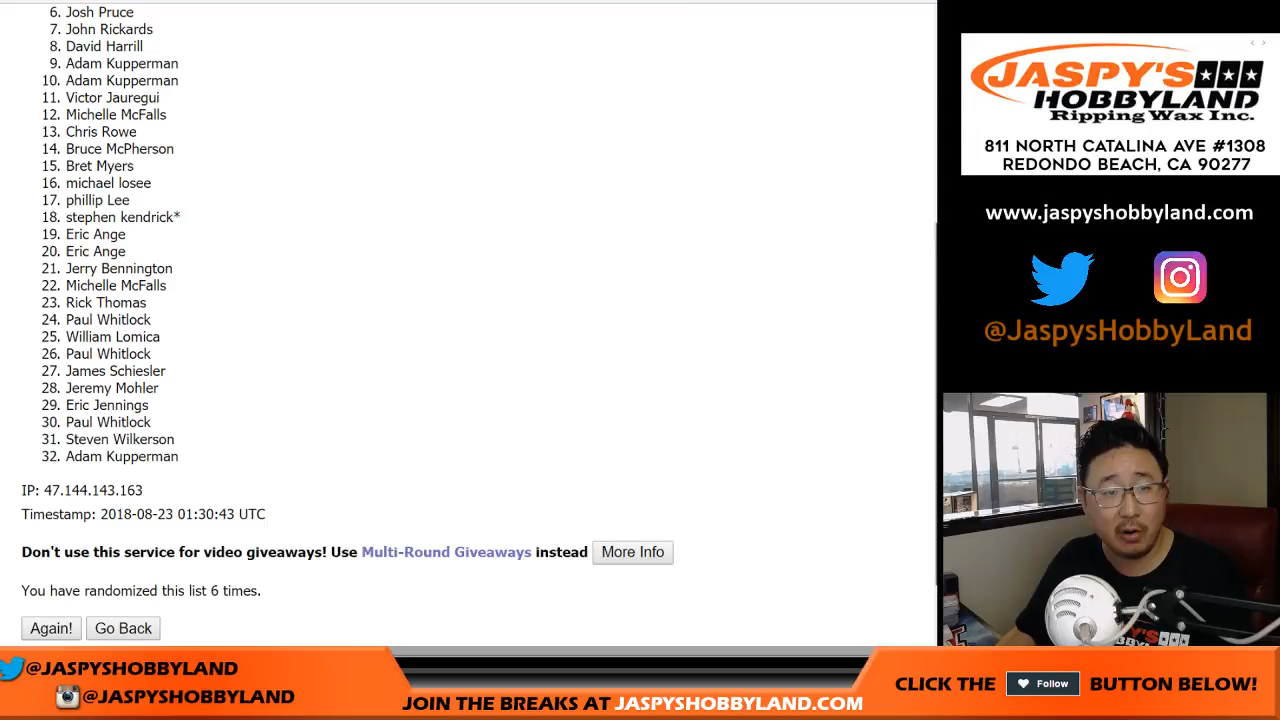 6. Josh Pruce
7. John Rickards
8. David Harrill
9. Adam Kupperman
10. Adam Kupperman
11. Victor Jauregui
12. Michelle McFalls
13. Chris Rowe
14. Bruce McPherson
15. Bret Myers
16. michael losee
17. phillip Lee
18. stephen kendrick*
19. Eric Ange
20. Eric Ange
21. Jerry Bennington
22. Michelle McFalls
23. Rick Thomas
24. Paul Whitlock
25. William Lomica
26. Paul Whitlock
27. James Schiesler
28. Jeremy Mohler
29. Eric Jennings
30. Paul Whitlock
31. Steven Wilkerson
32. Adam Kupperman
IP: 47.144.143.163
Timestamp: 2018-08-23 01:30:43 UTC
Don't use this service for video giveaways! Use Multi-Round Giveaways instead More Info
You have randomized this list 6 times.
Again! Go Back
JASPY'S
HOBBYLAND
Ripping Wax Inc.
811 NORTH CATALINA AVE #1308
REDONDO BEACH, CA 90277
www.jaspyshobbyland.com
@JaspysHobbyLand
@JASPYSHOBBYLAND
@JASPYSHOBBYLAND
JOIN THE BREAKS AT JASPYSHOBBYLAND.COM
CLICK THE Follow BUTTON BELOW!